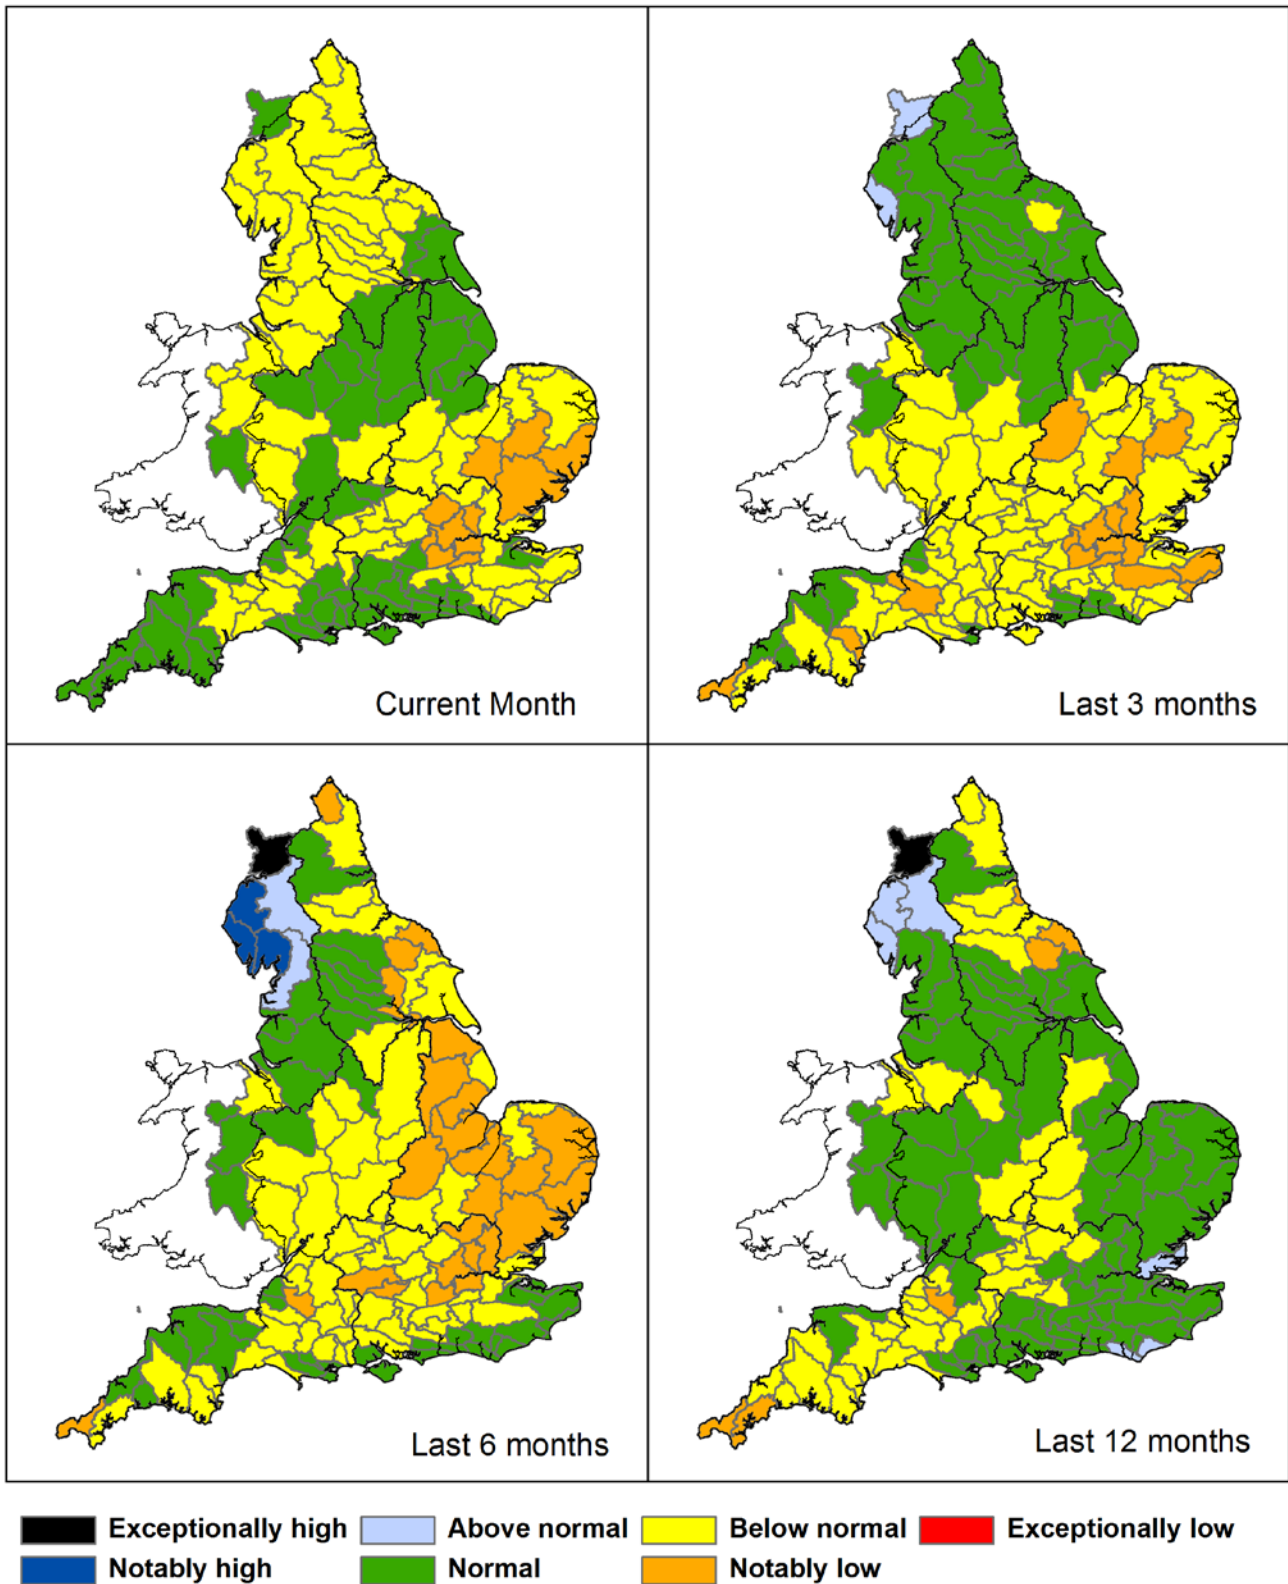 Current Month
Last 3 months
Last 6 months
Last 12 months
Exceptionally high
Above normal
Below normal
Exceptionally low
Notably high
Normal
Notably low